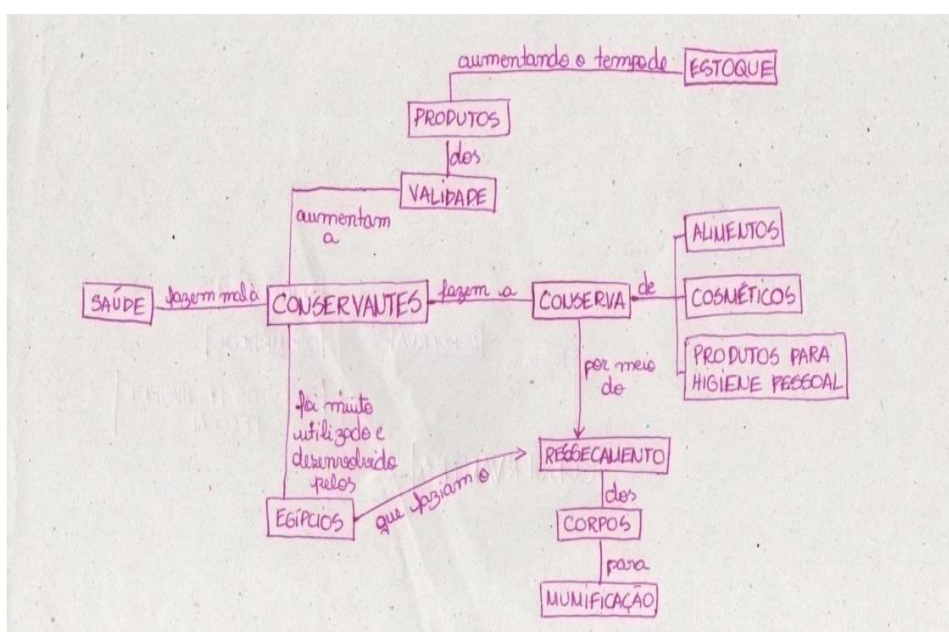 aumentando o tempo de ESTOQUE
PRODUTOS
dos
VALIDADE
aumentam
a
ALIMENTOS
SAÚDE fazem mal à CONSERVANTES fazem a CONSERVA de COSMÉTICOS
PRODUTOS PARA
HIGIENE PESSOAL
por meio
do
foi muito
utilizado e
desenvolvido
pelos
RESSECAMENTO
EGÍPCIOS que faziam o
dos
CORPOS
para
MUMIFICAÇÃO